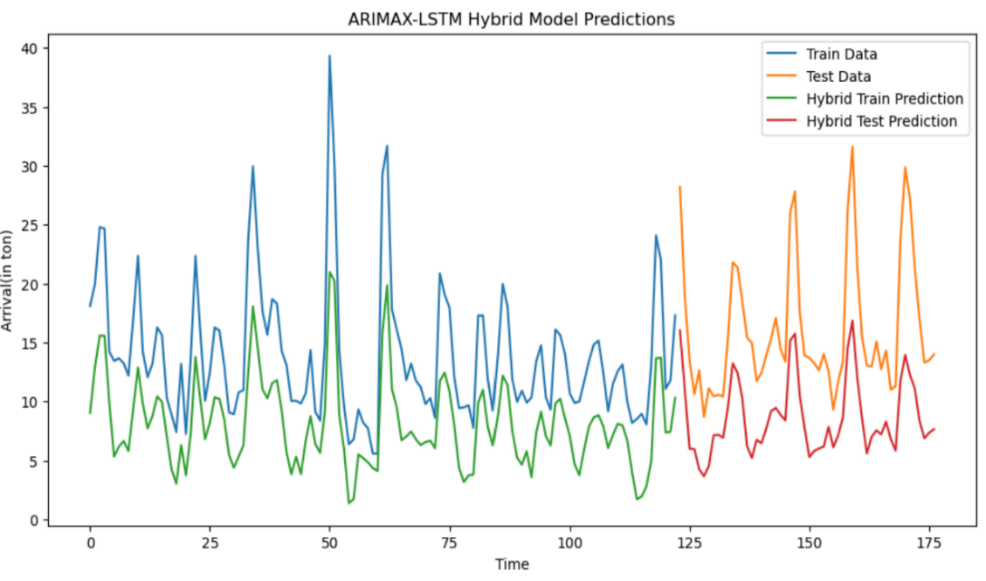 ARIMAX-LSTM Hybrid Model Predictions
Train Data
Test Data
Hybrid Train Prediction
Hybrid Test Prediction
Arrival(in ton)
40
35
30
25
20
15
10
5
0
0 25 50 75 100 125 150 175
Time